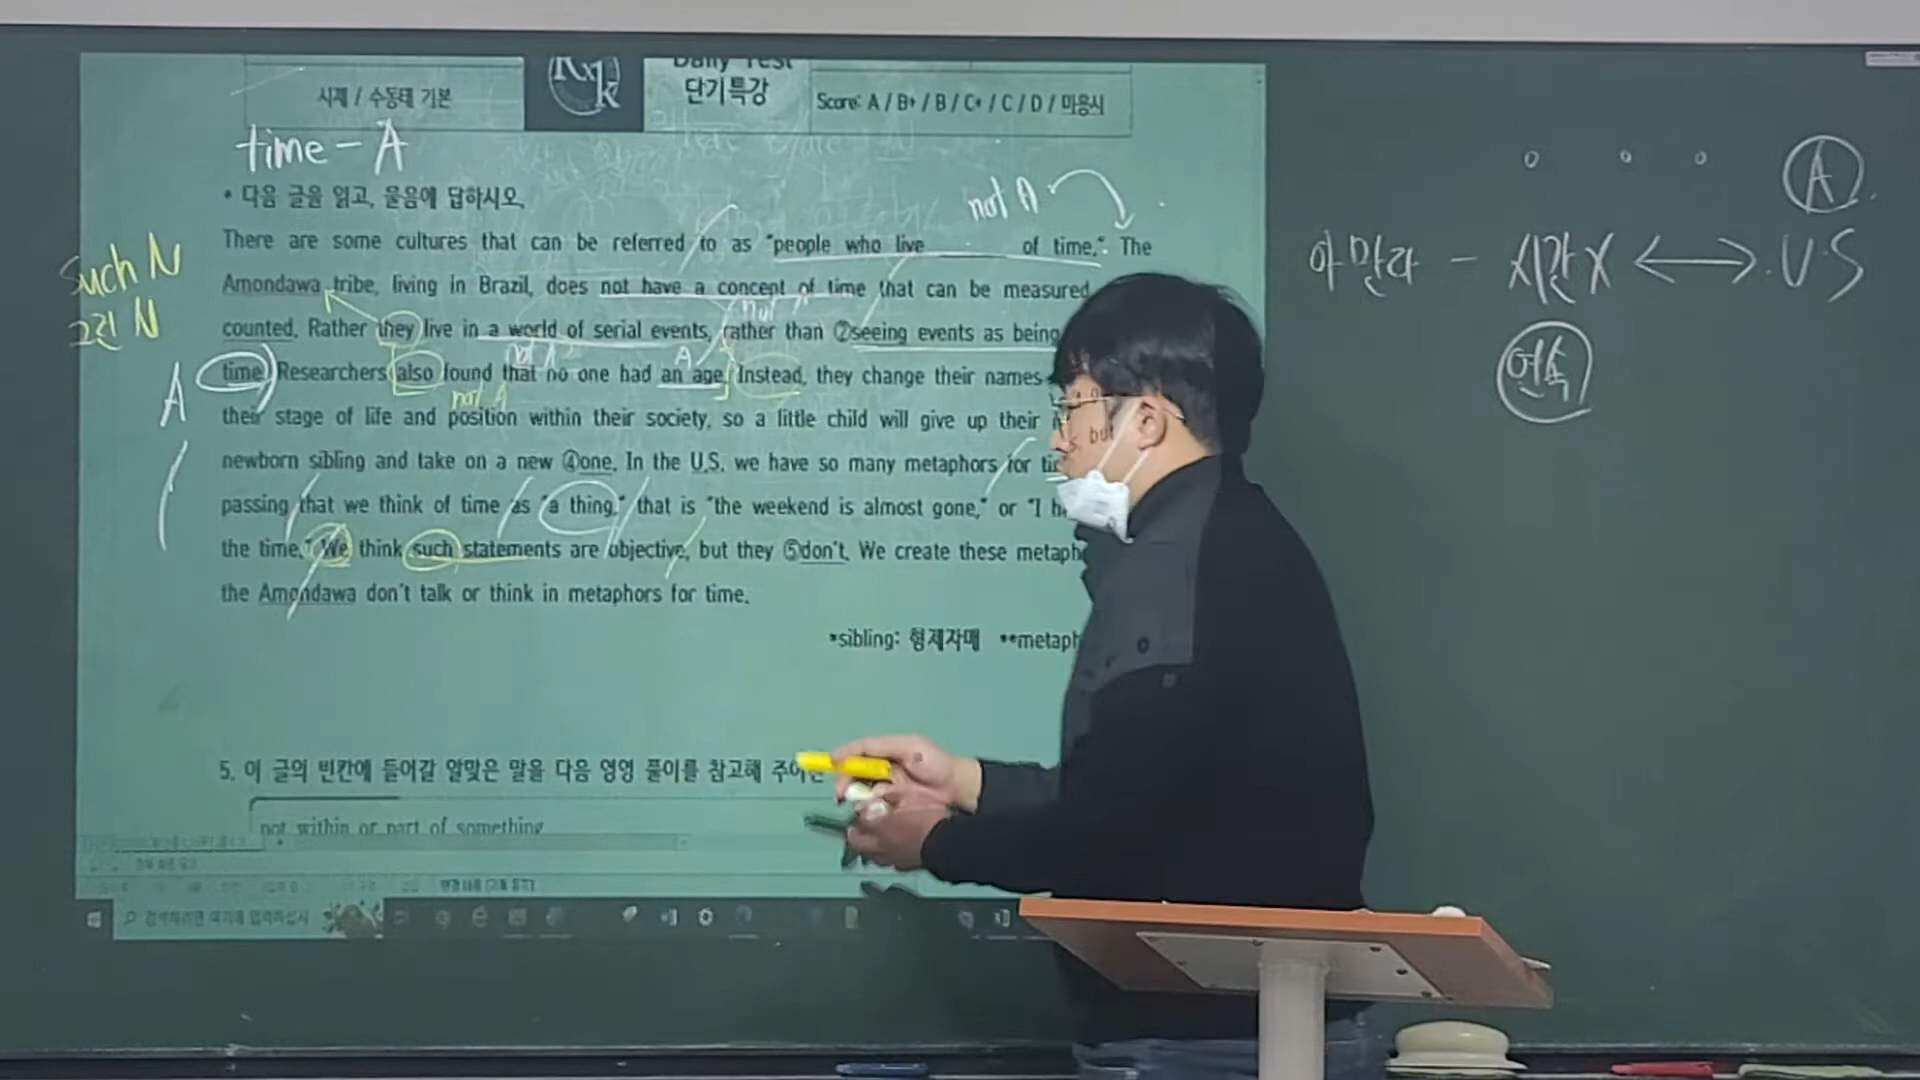 Daily Test
시제 / 수동태 기본
단기특강
Score: A / B+ / B / C+ / C / D / 미응시
time - A
* 다음 글을 읽고, 물음에 답하시오.
not A
There are some cultures that can be referred to as "people who live of time.". The
Such N
그런 N
Amondawa tribe, living in Brazil, does not have a concept of time that can be measured
not A
counted. Rather they live in a world of serial events, rather than ②seeing events as being
not A
A
A
time. Researchers also found that no one had an age. Instead, they change their names
not A
their stage of life and position within their society, so a little child will give up their
but
newborn sibling and take on a new ④one. In the U.S. we have so many metaphors for
passing that we think of time as "a thing," that is "the weekend is almost gone," or "I
the time." We think such statements are objective, but they ⑤don't. We create these
the Amondawa don't talk or think in metaphors for time.
*sibling: 형제자매 **metaph
5. 이 글의 빈칸에 들어갈 알맞은 말을 다음 영영 풀이를 참고해
not within or part of something
A
시간X ↔ U.S
연속